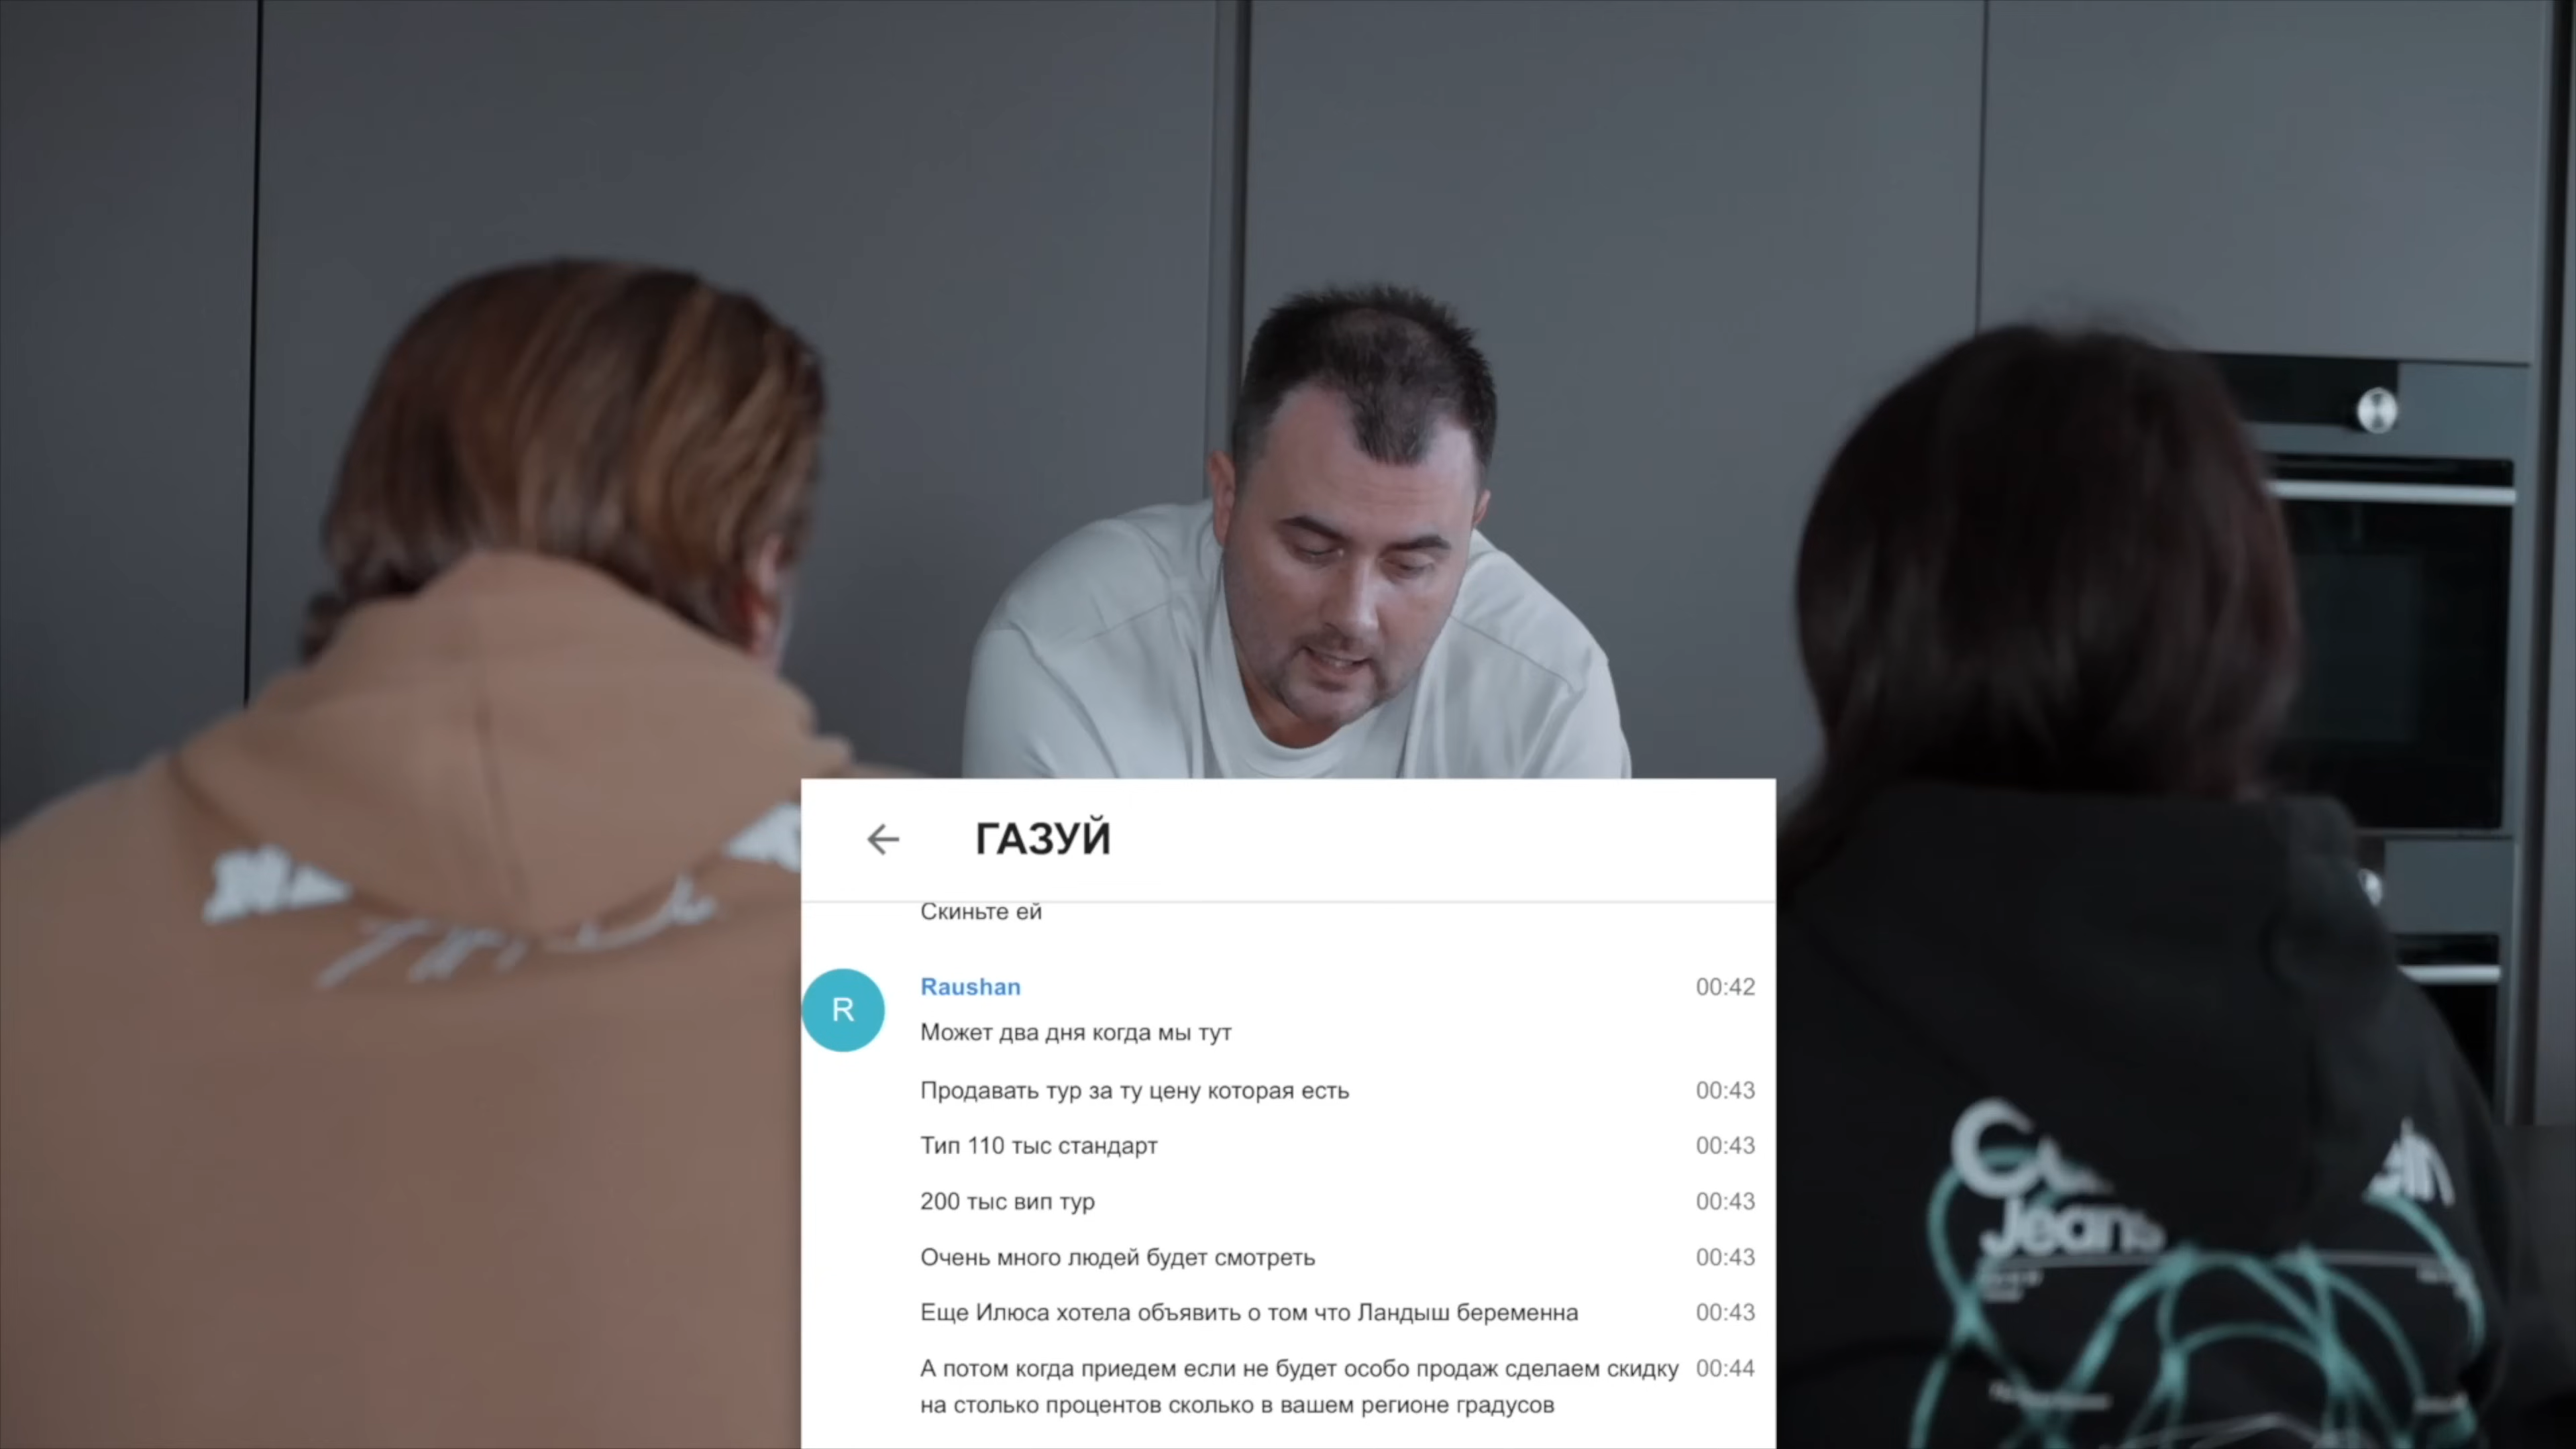 ГАЗУЙ
Скиньте ей
R
Raushan 00:42
Может два дня когда мы тут
Продавать тур за ту цену которая есть 00:43
Тип 110 тыс стандарт 00:43
200 тыс вип тур 00:43
Очень много людей будет смотреть 00:43
Еще Илюса хотела объявить о том что Ландыш беременна 00:43
А потом когда приедем если не будет особо продаж сделаем скидку 00:44
на столько процентов сколько в вашем регионе градусов
Jeans